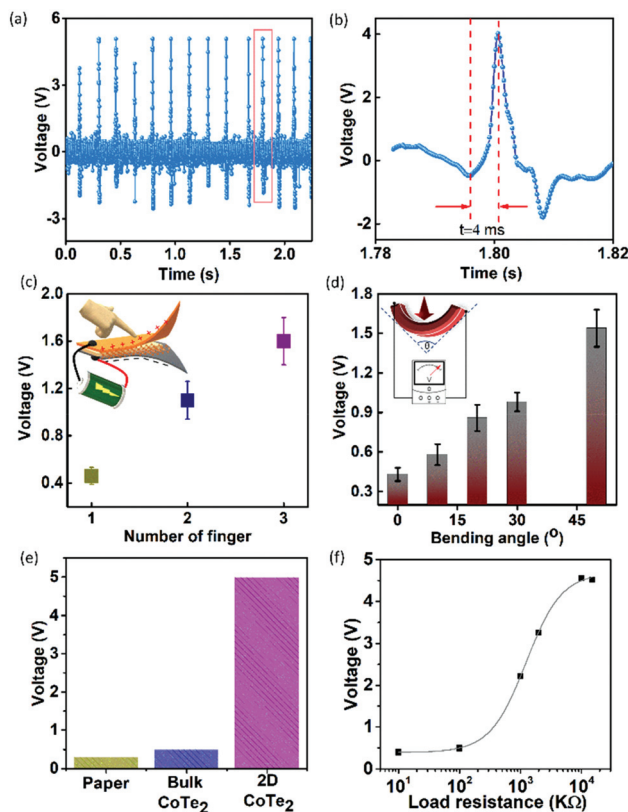 (a)
6
3
0
-3
Voltage (V)
0.0 0.5 1.0 1.5 2.0
Time (s)
(b)
4
2
0
-2
Voltage (V)
t=4 ms
1.78 1.80 1.82
Time (s)
(c)
2.0
1.6
1.2
0.8
0.4
Voltage (V)
1 2 3
Number of finger
(d)
1.8
1.5
1.2
0.9
0.6
0.3
Voltage (V)
V
0 15 30 45
Bending angle (O)
(e)
5
4
3
2
1
0
Voltage (V)
Paper Bulk 2D
CoTe2 CoTe2
(f)
5
4
3
2
1
0
Voltage (V)
10^1 10^2 10^3 10^4
Load resistance (KΩ)